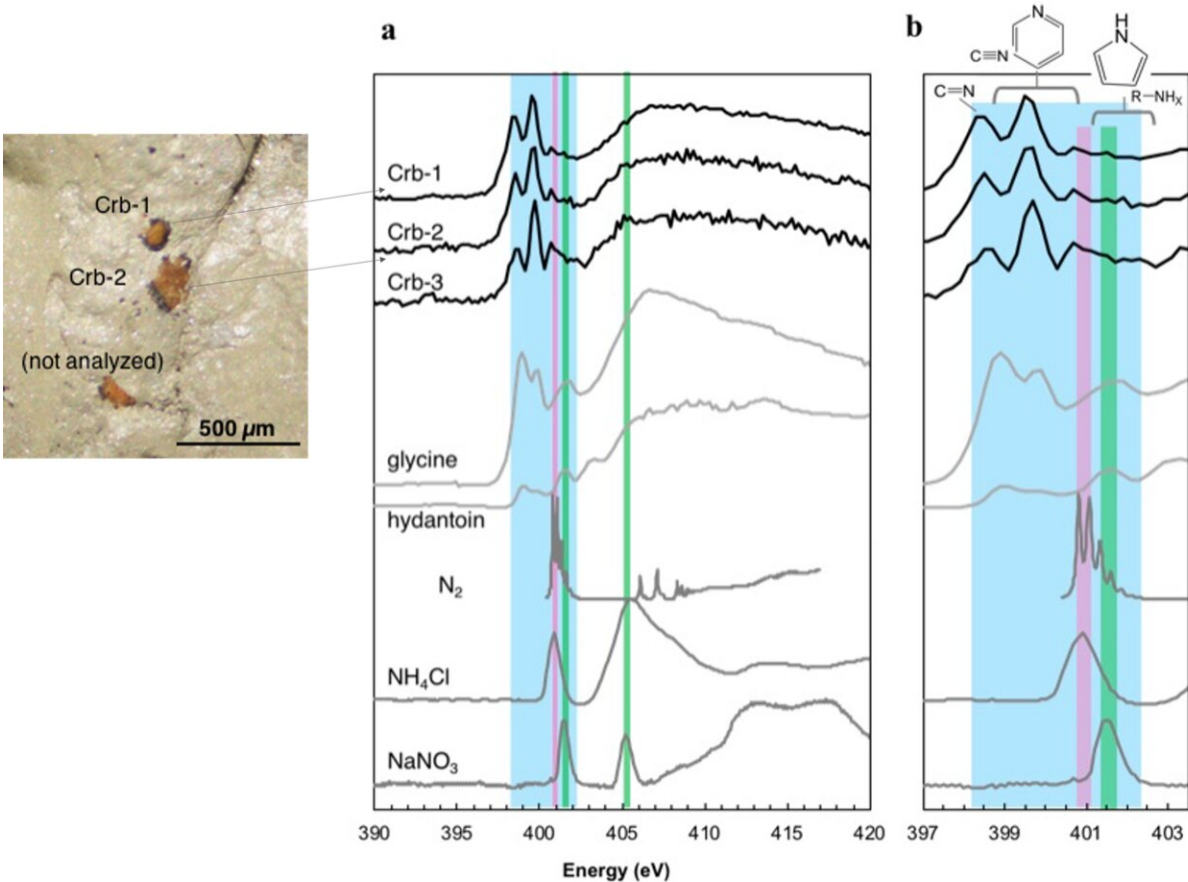 Crb-1
Crb-2
(not analyzed)
500 µm
a
Crb-1
Crb-2
Crb-3
glycine
hydantoin
N₂
NH₄Cl
NaNO₃
390 395 400 405 410 415 420
Energy (eV)
b
N
C≡N
C=N
H
N
R—NHₓ
397 399 401 403